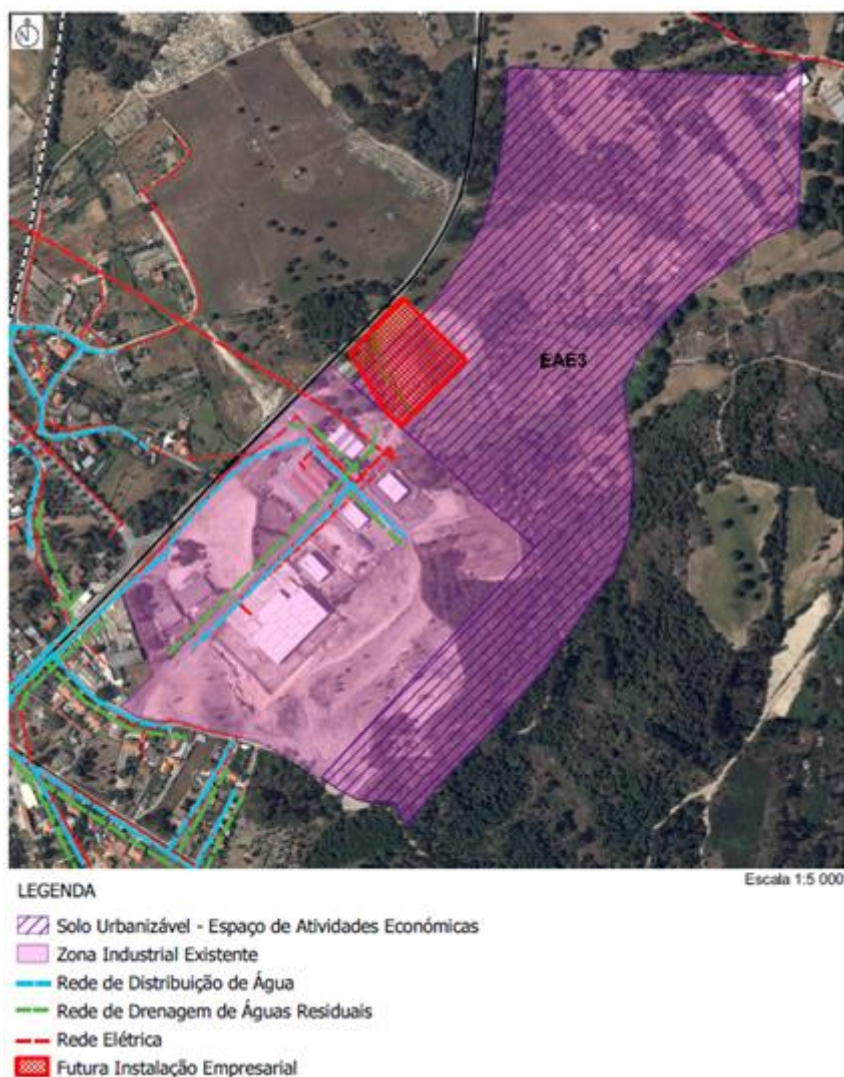 N
EAE3
Escala 1:5 000
LEGENDA
Solo Urbanizável - Espaço de Atividades Económicas
Zona Industrial Existente
Rede de Distribuição de Água
Rede de Drenagem de Águas Residuais
Rede Elétrica
Futura Instalação Empresarial